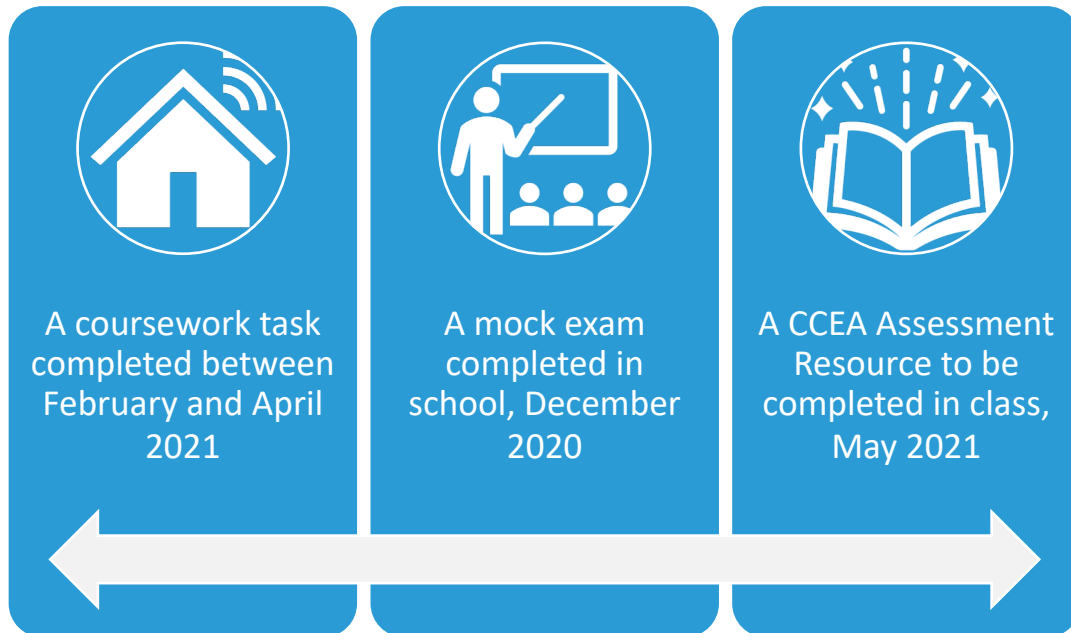 A coursework task
completed between
February and April
2021
A mock exam
completed in
school, December
2020
A CCEA Assessment
Resource to be
completed in class,
May 2021